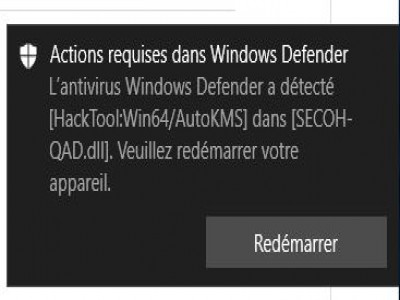 Actions requises dans Windows Defender
L'antivirus Windows Defender a détecté
[HackTool:Win64/AutoKMS] dans [SECOH-
QAD.dll]. Veuillez redémarrer votre
appareil.
Redémarrer